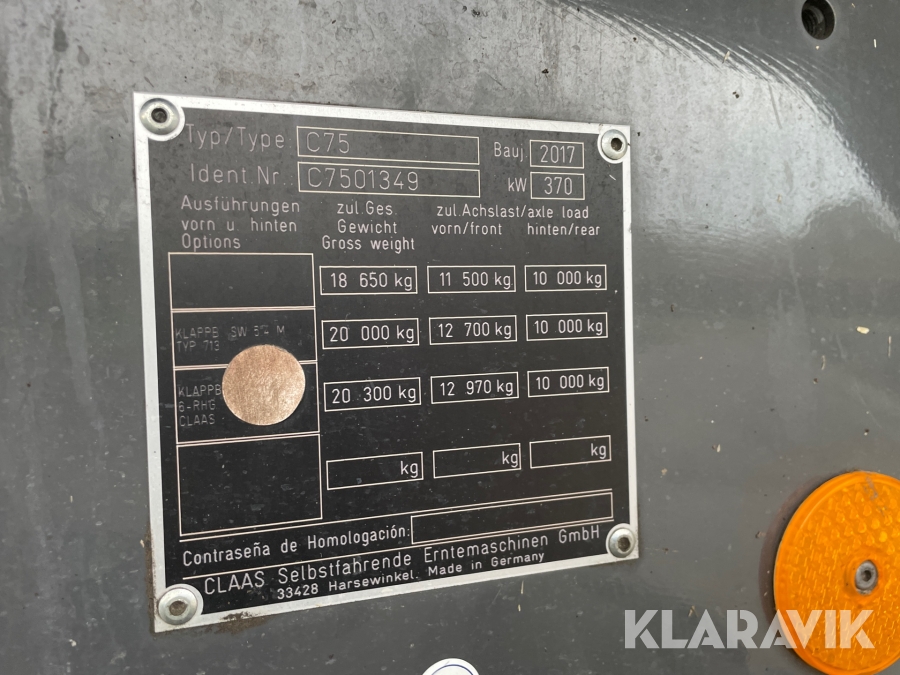 Typ/Type C75 Bauj. 2017
Ident.Nr. C7501349 kW 370
Ausführungen
vorn u. hinten
Options
zul.Ges.
Gewicht
Gross weight
zul.Achslast/axle load
vorn/front hinten/rear
18 650 kg 11 500 kg 10 000 kg
KLAPPB SW M
TYP 713
20 000 kg 12 700 kg 10 000 kg
KLAPPB
6-RHG
CLAAS
20 300 kg 12 970 kg 10 000 kg
kg kg kg
Contraseña de Homologación:
CLAAS Selbstfahrende Erntemaschinen GmbH
33428 Harsewinkel. Made in Germany
KLARAVIK